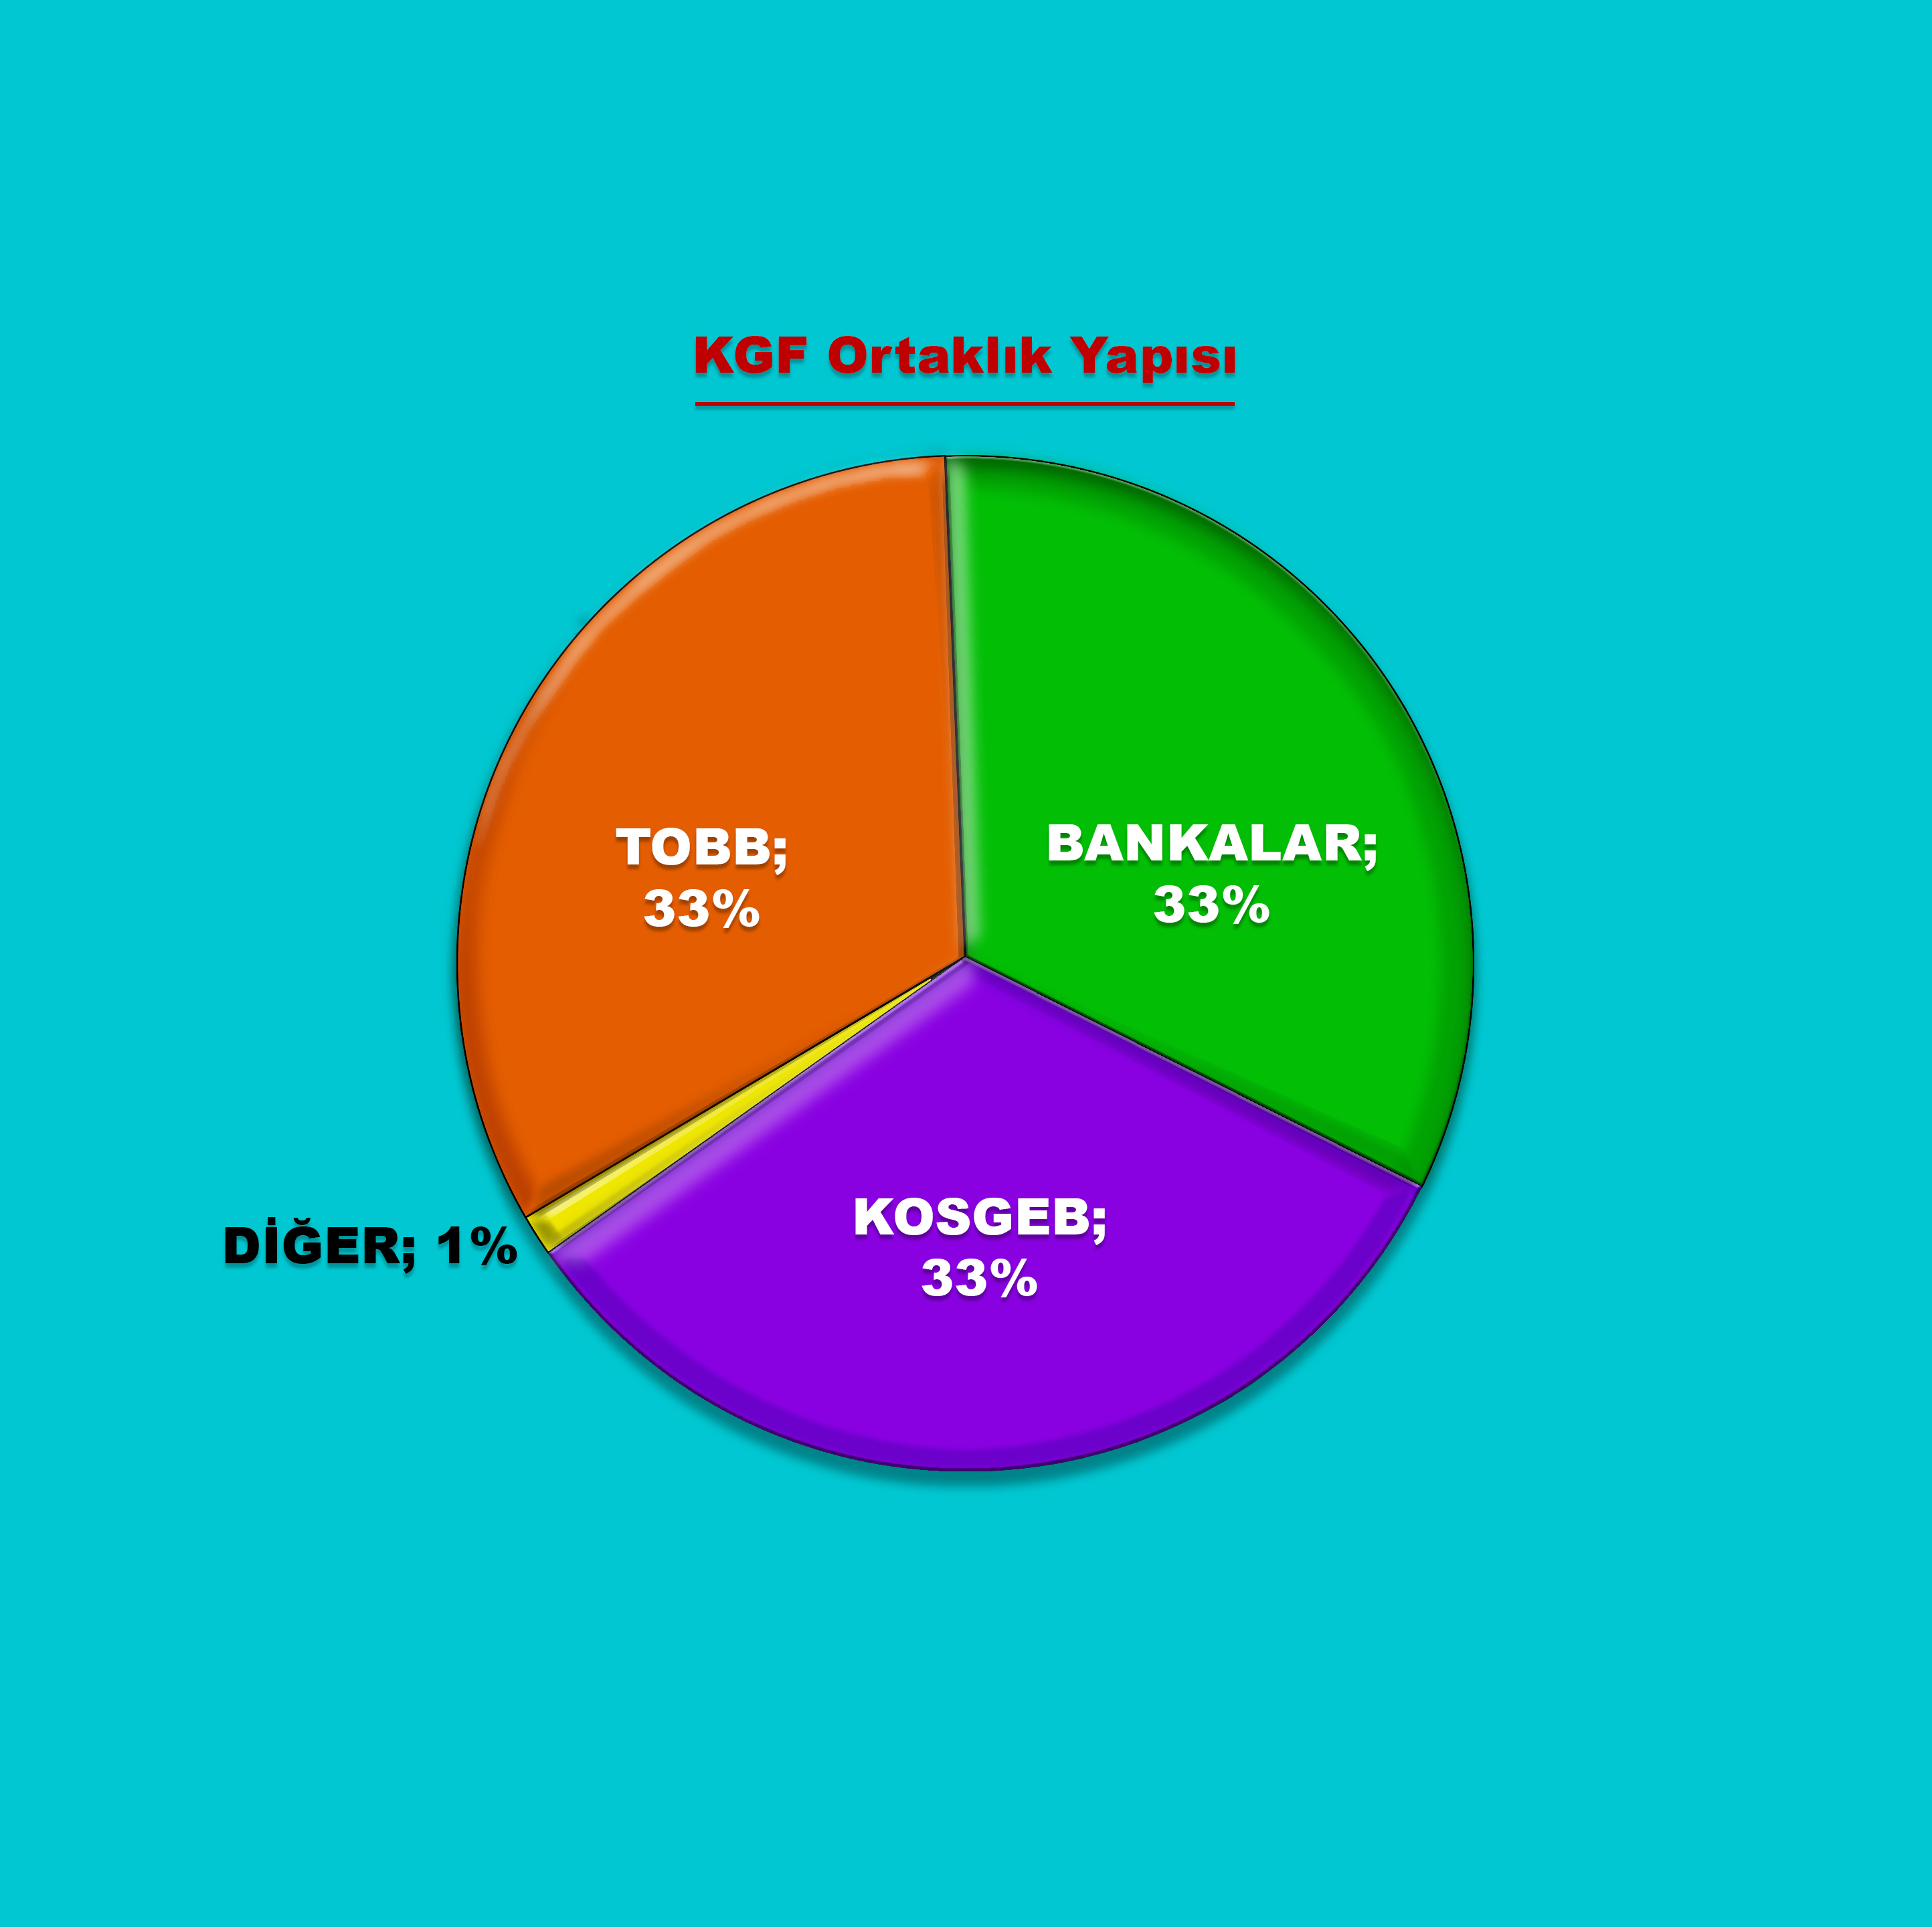 KGF Ortaklık Yapısı
TOBB;
33%
BANKALAR;
33%
KOSGEB;
33%
DİĞER; 1%